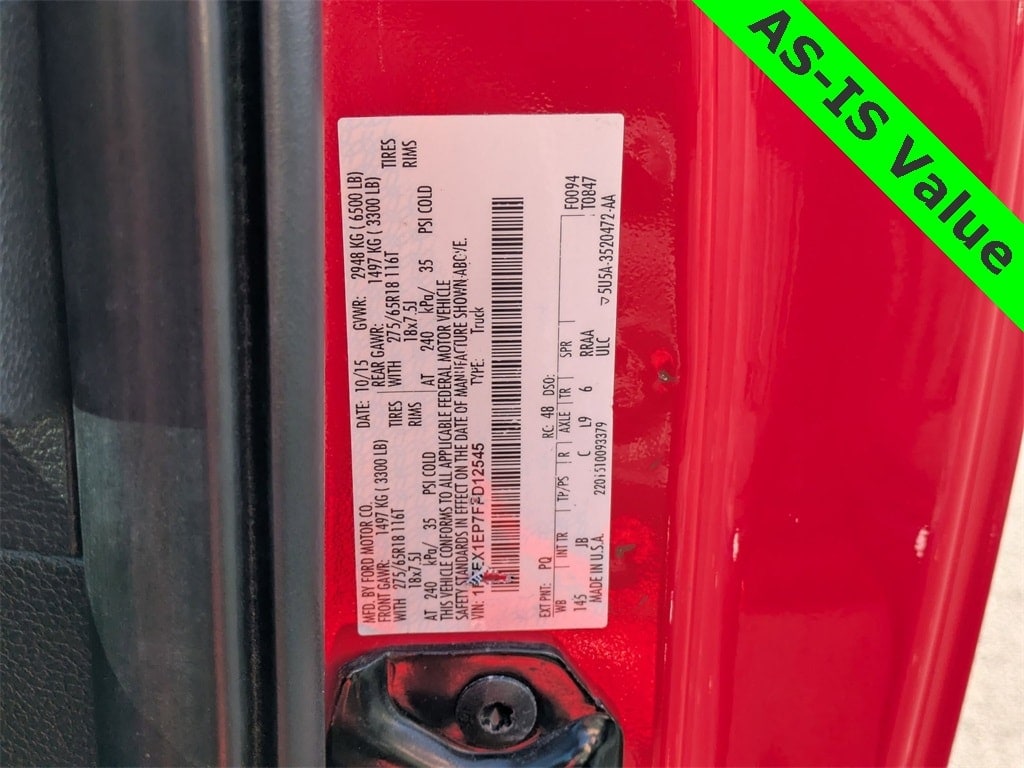 AS-IS Value
MFD. BY FORD MOTOR CO. DATE: 10/15 GVWR: 2948 KG ( 6500 LB)
FRONT GAWR: 1497 KG ( 3300 LB) REAR GAWR: 1497 KG ( 3300 LB)
WITH 275/65R18 116T TIRES WITH 275/65R18 116T TIRES
18x7.5J RIMS 18x7.5J RIMS
AT 240 kPa/ 35 PSI COLD AT 240 kPa/ 35 PSI COLD
THIS VEHICLE CONFORMS TO ALL APPLICABLE FEDERAL MOTOR VEHICLE
SAFETY STANDARDS IN EFFECT ON THE DATE OF MANUFACTURE SHOWN ABOVE.
VIN: TYPE: Truck
EXT PNT: PQ RC: 48 DSO: F0094
WB INT TR TP/PS R AXLE TR SPR T0847
145 JB C L9 6 RRAA
MADE IN U.S.A. 2201510093379 ULC ▽ 5U5A-3520472-AA